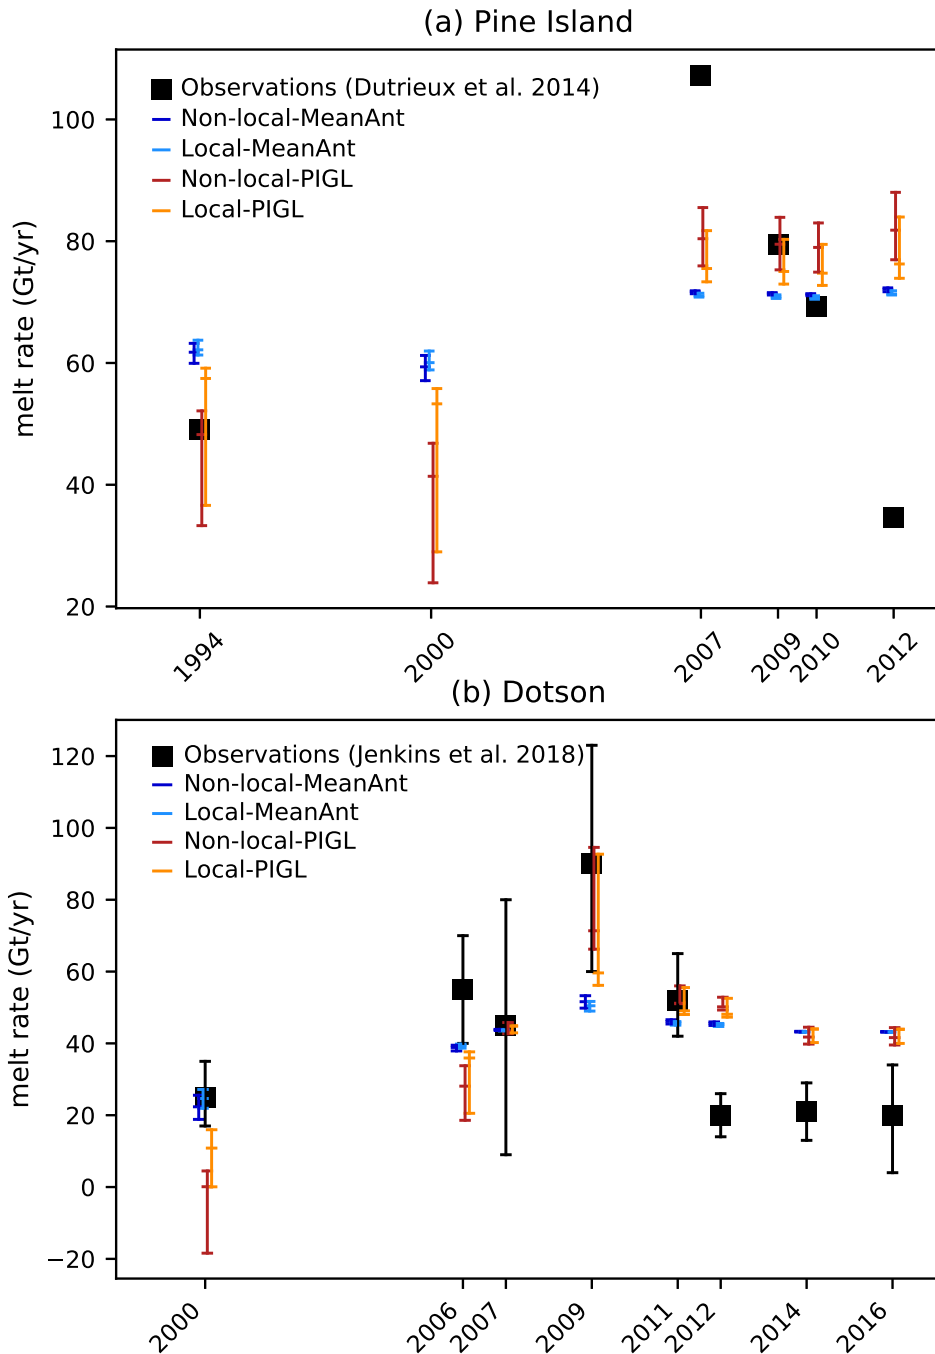 (a) Pine Island
melt rate (Gt/yr)
100
80
60
40
20
Observations (Dutrieux et al. 2014)
Non-local-MeanAnt
Local-MeanAnt
Non-local-PIGL
Local-PIGL
1994
2000
2007
2009
2010
2012
(b) Dotson
melt rate (Gt/yr)
120
100
80
60
40
20
0
−20
Observations (Jenkins et al. 2018)
Non-local-MeanAnt
Local-MeanAnt
Non-local-PIGL
Local-PIGL
2000
2006
2007
2009
2011
2012
2014
2016